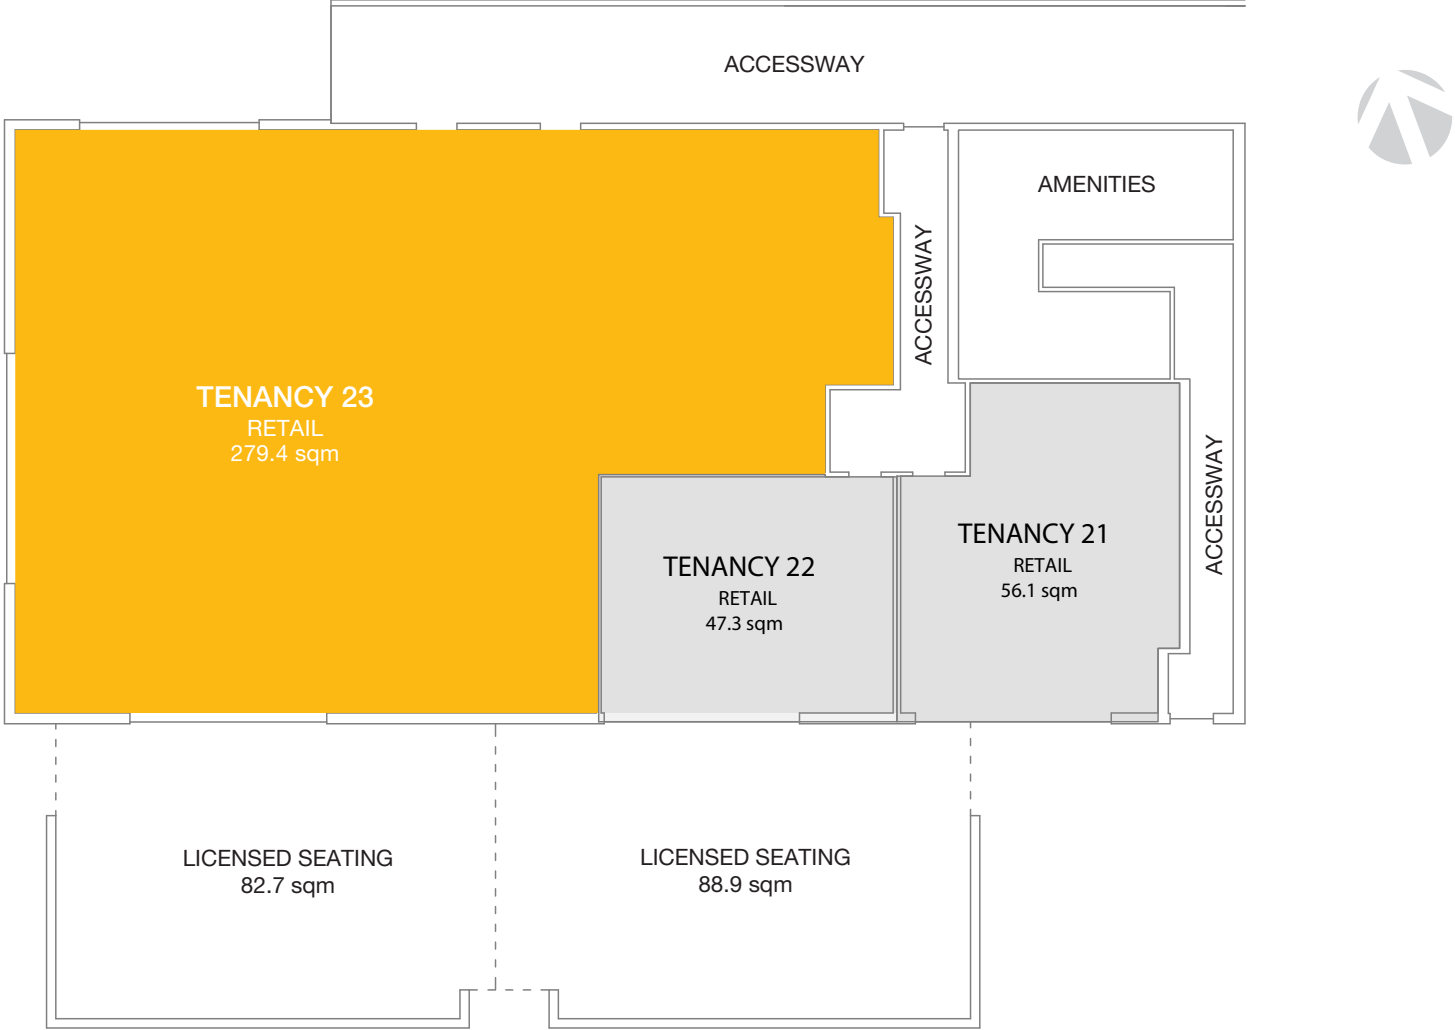 ACCESSWAY
AMENITIES
ACCESSWAY
TENANCY 23
RETAIL
279.4 sqm
ACCESSWAY
TENANCY 21
RETAIL
56.1 sqm
TENANCY 22
RETAIL
47.3 sqm
LICENSED SEATING
82.7 sqm
LICENSED SEATING
88.9 sqm